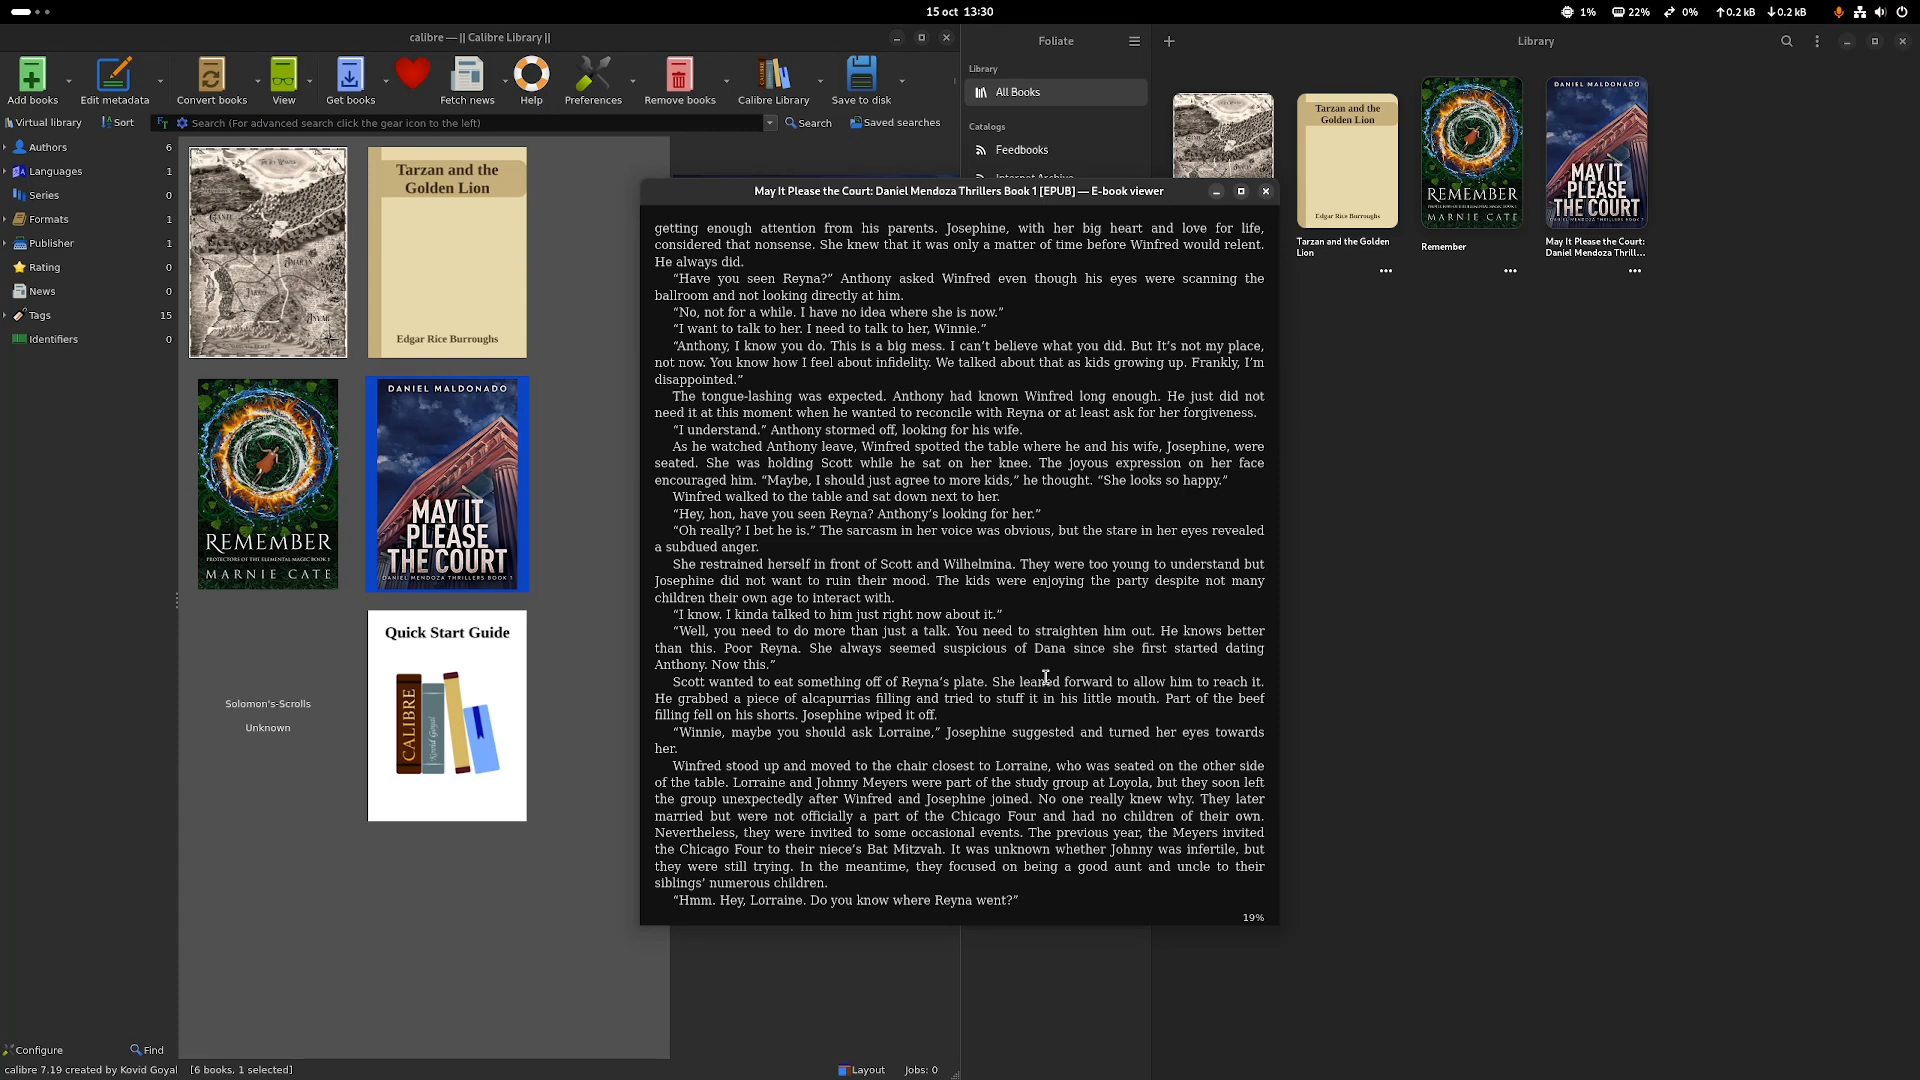 15 oct 13:30
1%
22%
0%
0.2 kB
0.2 kB
calibre — || Calibre Library ||
Add books
Edit metadata
Convert books
View
Get books
Fetch news
Help
Preferences
Remove books
Calibre Library
Save to disk
Virtual library
Sort
Search (For advanced search click the gear icon to the left)
Search
Saved searches
Authors 6
Languages 1
Series 0
Formats 1
Publisher 1
Rating 0
News 0
Tags 15
Identifiers 0
Tarzan and the
Golden Lion
Edgar Rice Burroughs
REMEMBER
PROTECTORS OF THE ELEMENTAL MAGIC BOOK 1
MARNIE CATE
DANIEL MALDONADO
MAY IT
PLEASE
THE COURT
DANIEL MENDOZA THRILLERS BOOK 1
Solomon's-Scrolls
Unknown
Quick Start Guide
CALIBRE
Kovid Goyal
Configure
Find
calibre 7.19 created by Kovid Goyal [6 books, 1 selected]
Layout
Jobs: 0
Foliate
Library
All Books
Catalogs
Feedbooks
Library
Tarzan and the
Golden Lion
Edgar Rice Burroughs
Tarzan and the Golden
Lion
REMEMBER
MARNIE CATE
Remember
DANIEL MALDONADO
MAY IT
PLEASE
THE COURT
May It Please the Court:
Daniel Mendoza Thrill...
May It Please the Court: Daniel Mendoza Thrillers Book 1 [EPUB] — E-book viewer
getting enough attention from his parents. Josephine, with her big heart and love for life,
considered that nonsense. She knew that it was only a matter of time before Winfred would relent.
He always did.
“Have you seen Reyna?” Anthony asked Winfred even though his eyes were scanning the
ballroom and not looking directly at him.
“No, not for a while. I have no idea where she is now.”
“I want to talk to her. I need to talk to her, Winnie.”
“Anthony, I know you do. This is a big mess. I can’t believe what you did. But It’s not my place,
not now. You know how I feel about infidelity. We talked about that as kids growing up. Frankly, I’m
disappointed.”
The tongue-lashing was expected. Anthony had known Winfred long enough. He just did not
need it at this moment when he wanted to reconcile with Reyna or at least ask for her forgiveness.
“I understand.” Anthony stormed off, looking for his wife.
As he watched Anthony leave, Winfred spotted the table where he and his wife, Josephine, were
seated. She was holding Scott while he sat on her knee. The joyous expression on her face
encouraged him. “Maybe, I should just agree to more kids,” he thought. “She looks so happy.”
Winfred walked to the table and sat down next to her.
“Hey, hon, have you seen Reyna? Anthony’s looking for her.”
“Oh really? I bet he is.” The sarcasm in her voice was obvious, but the stare in her eyes revealed
a subdued anger.
She restrained herself in front of Scott and Wilhelmina. They were too young to understand but
Josephine did not want to ruin their mood. The kids were enjoying the party despite not many
children their own age to interact with.
“I know. I kinda talked to him just right now about it.”
“Well, you need to do more than just a talk. You need to straighten him out. He knows better
than this. Poor Reyna. She always seemed suspicious of Dana since she first started dating
Anthony. Now this.”
Scott wanted to eat something off of Reyna’s plate. She leaned forward to allow him to reach it.
He grabbed a piece of alcapurrias filling and tried to stuff it in his little mouth. Part of the beef
filling fell on his shorts. Josephine wiped it off.
“Winnie, maybe you should ask Lorraine,” Josephine suggested and turned her eyes towards
her.
Winfred stood up and moved to the chair closest to Lorraine, who was seated on the other side
of the table. Lorraine and Johnny Meyers were part of the study group at Loyola, but they soon left
the group unexpectedly after Winfred and Josephine joined. No one really knew why. They later
married but were not officially a part of the Chicago Four and had no children of their own.
Nevertheless, they were invited to some occasional events. The previous year, the Meyers invited
the Chicago Four to their niece’s Bat Mitzvah. It was unknown whether Johnny was infertile, but
they were still trying. In the meantime, they focused on being a good aunt and uncle to their
siblings’ numerous children.
“Hmm. Hey, Lorraine. Do you know where Reyna went?”
19%